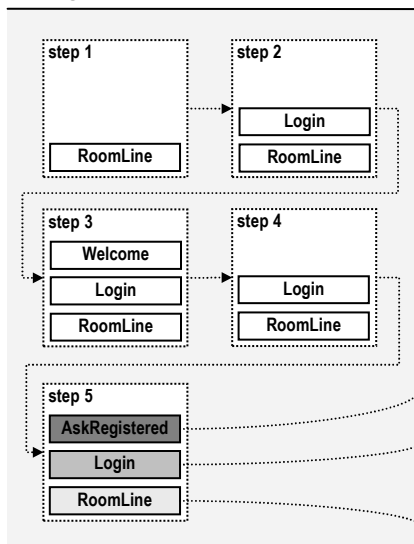 step 1
RoomLine
step 2
Login
RoomLine
step 3
Welcome
Login
RoomLine
step 4
Login
RoomLine
step 5
AskRegistered
Login
RoomLine